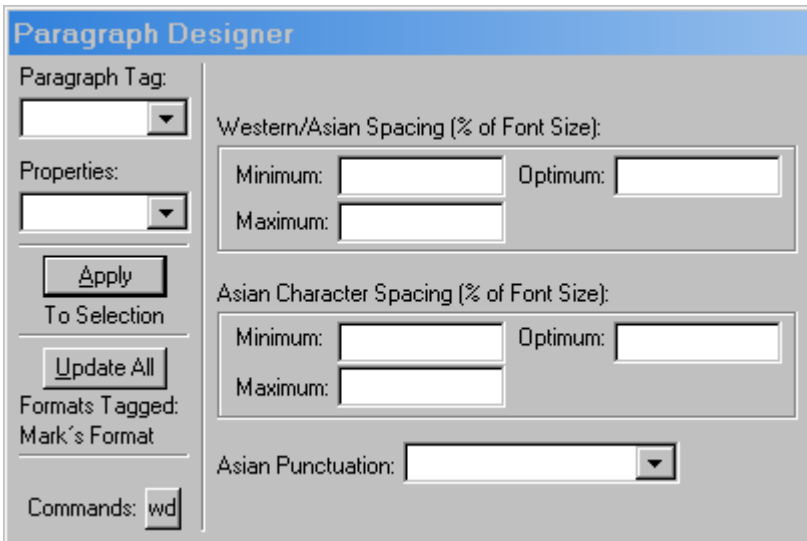 Paragraph Designer
Paragraph Tag:
Properties:
Apply
To Selection
Update All
Formats Tagged:
Mark´s Format
Commands: wd
Western/Asian Spacing (% of Font Size):
Minimum: Optimum:
Maximum:
Asian Character Spacing (% of Font Size):
Minimum: Optimum:
Maximum:
Asian Punctuation: